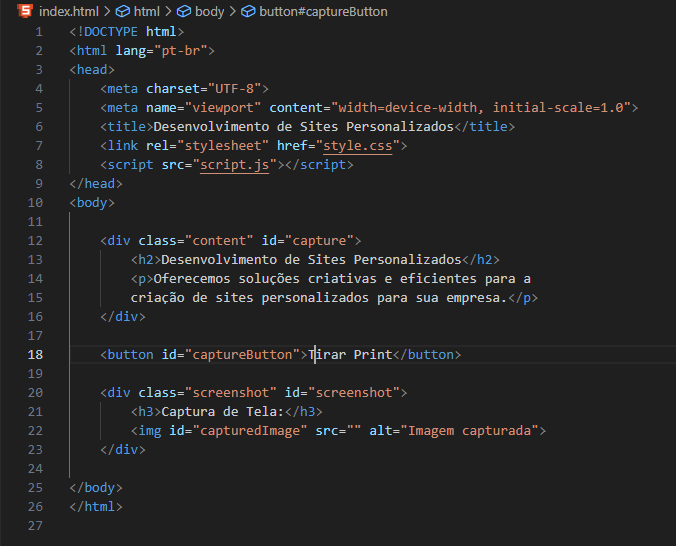 index.html > html > body > button#captureButton
1 <!DOCTYPE html>
2 <html lang="pt-br">
3 <head>
4     <meta charset="UTF-8">
5     <meta name="viewport" content="width=device-width, initial-scale=1.0">
6     <title>Desenvolvimento de Sites Personalizados</title>
7     <link rel="stylesheet" href="style.css">
8     <script src="script.js"></script>
9 </head>
10 <body>
11
12     <div class="content" id="capture">
13         <h2>Desenvolvimento de Sites Personalizados</h2>
14         <p>Oferecemos soluções criativas e eficientes para a
15         criação de sites personalizados para sua empresa.</p>
16     </div>
17
18     <button id="captureButton">Tirar Print</button>
19
20     <div class="screenshot" id="screenshot">
21         <h3>Captura de Tela:</h3>
22         <img id="capturedImage" src="" alt="Imagem capturada">
23     </div>
24
25 </body>
26 </html>
27